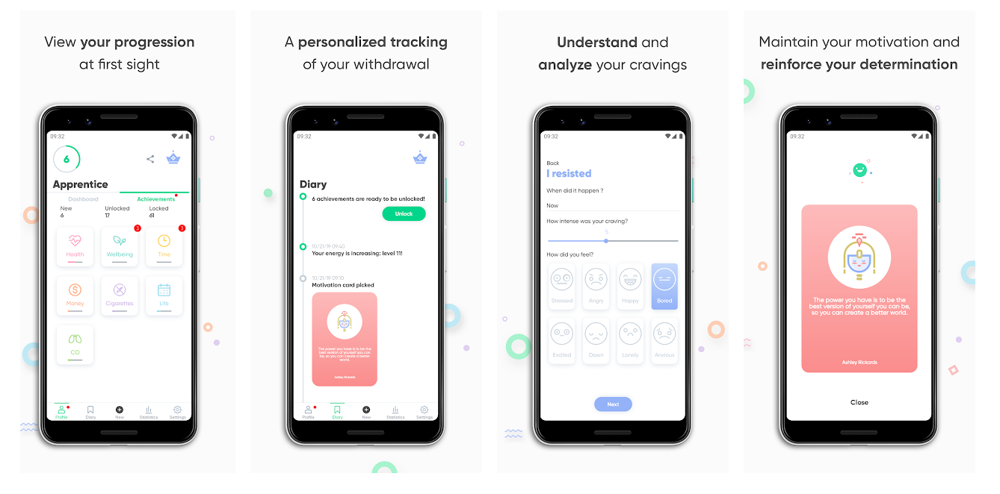 View your progression
at first sight
09:32
6
Apprentice
Dashboard
Achievements
New
6
Unlocked
17
Locked
61
Health
3
Wellbeing
3
Time
Money
Cigarettes
Life
CO
Profile
Diary
New
Statistics
Settings
A personalized tracking
of your withdrawal
09:32
Diary
6 achievements are ready to be unlocked!
Unlock
10/21/19 09:40
Your energy is increasing: level 11!
10/21/19 09:10
Motivation card picked
The power you have is to be the
best version of yourself you can
be, so you can create a better
world.
Ashley Rickards
Profile
Diary
New
Statistics
Settings
Understand and
analyze your cravings
09:32
Back
I resisted
When did it happen ?
Now
How intense was your craving?
5
How did you feel?
Stressed
Angry
Happy
Bored
Excited
Down
Lonely
Anxious
Next
Maintain your motivation and
reinforce your determination
09:32
The power you have is to be the
best version of yourself you can be,
so you can create a better world.
Ashley Rickards
Close